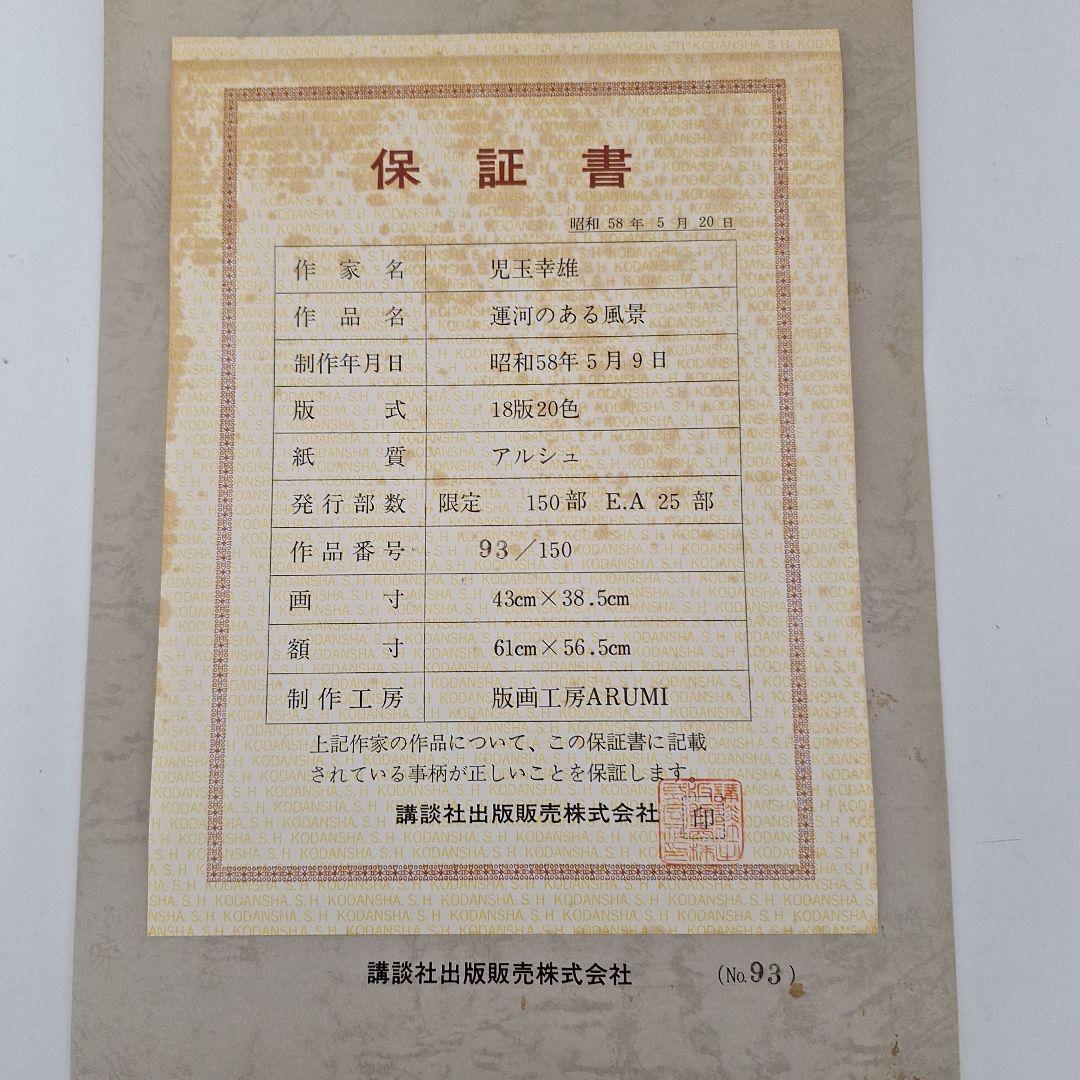 保証書
昭和 58 年 5 月 20 日
作家名 児玉幸雄
作品名 運河のある風景
制作年月日 昭和58年5月9日
版式 18版20色
紙質 アルシュ
発行部数 限定 150部 E.A 25 部
作品番号 93/150
画寸 43cm×38.5cm
額寸 61cm×56.5cm
制作工房 版画工房ARUMI
上記作家の作品について、この保証書に記載
されている事柄が正しいことを保証します。
講談社出版販売株式会社 印
講談社出版販売株式会社 (No.93)